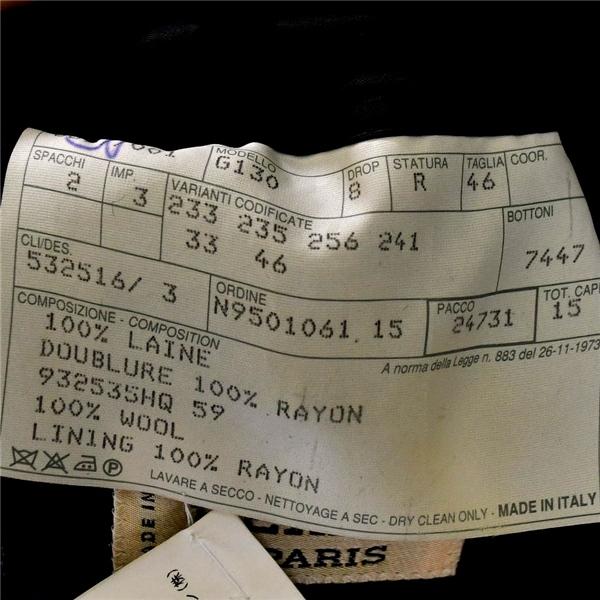 MODELLO
G130
DROP
8
STATURA
R
TAGLIA
46
COOR.
SPACCHI
2
IMP.
3
VARIANTI CODIFICATE
233 235 256 241
33 46
BOTTONI
7447
CLI/DES.
532516/ 3
ORDINE
N9501061. 15
PACCO
24731
TOT. CAPI
15
COMPOSIZIONE - COMPOSITION
A norma della Legge n. 883 del 26-11-1973
100% LAINE
DOUBLURE 100% RAYON
932535HQ 59
100% WOOL
LINING 100% RAYON
P
LAVARE A SECCO - NETTOYAGE A SEC - DRY CLEAN ONLY - MADE IN ITALY
MADE IN
PARIS
(株)